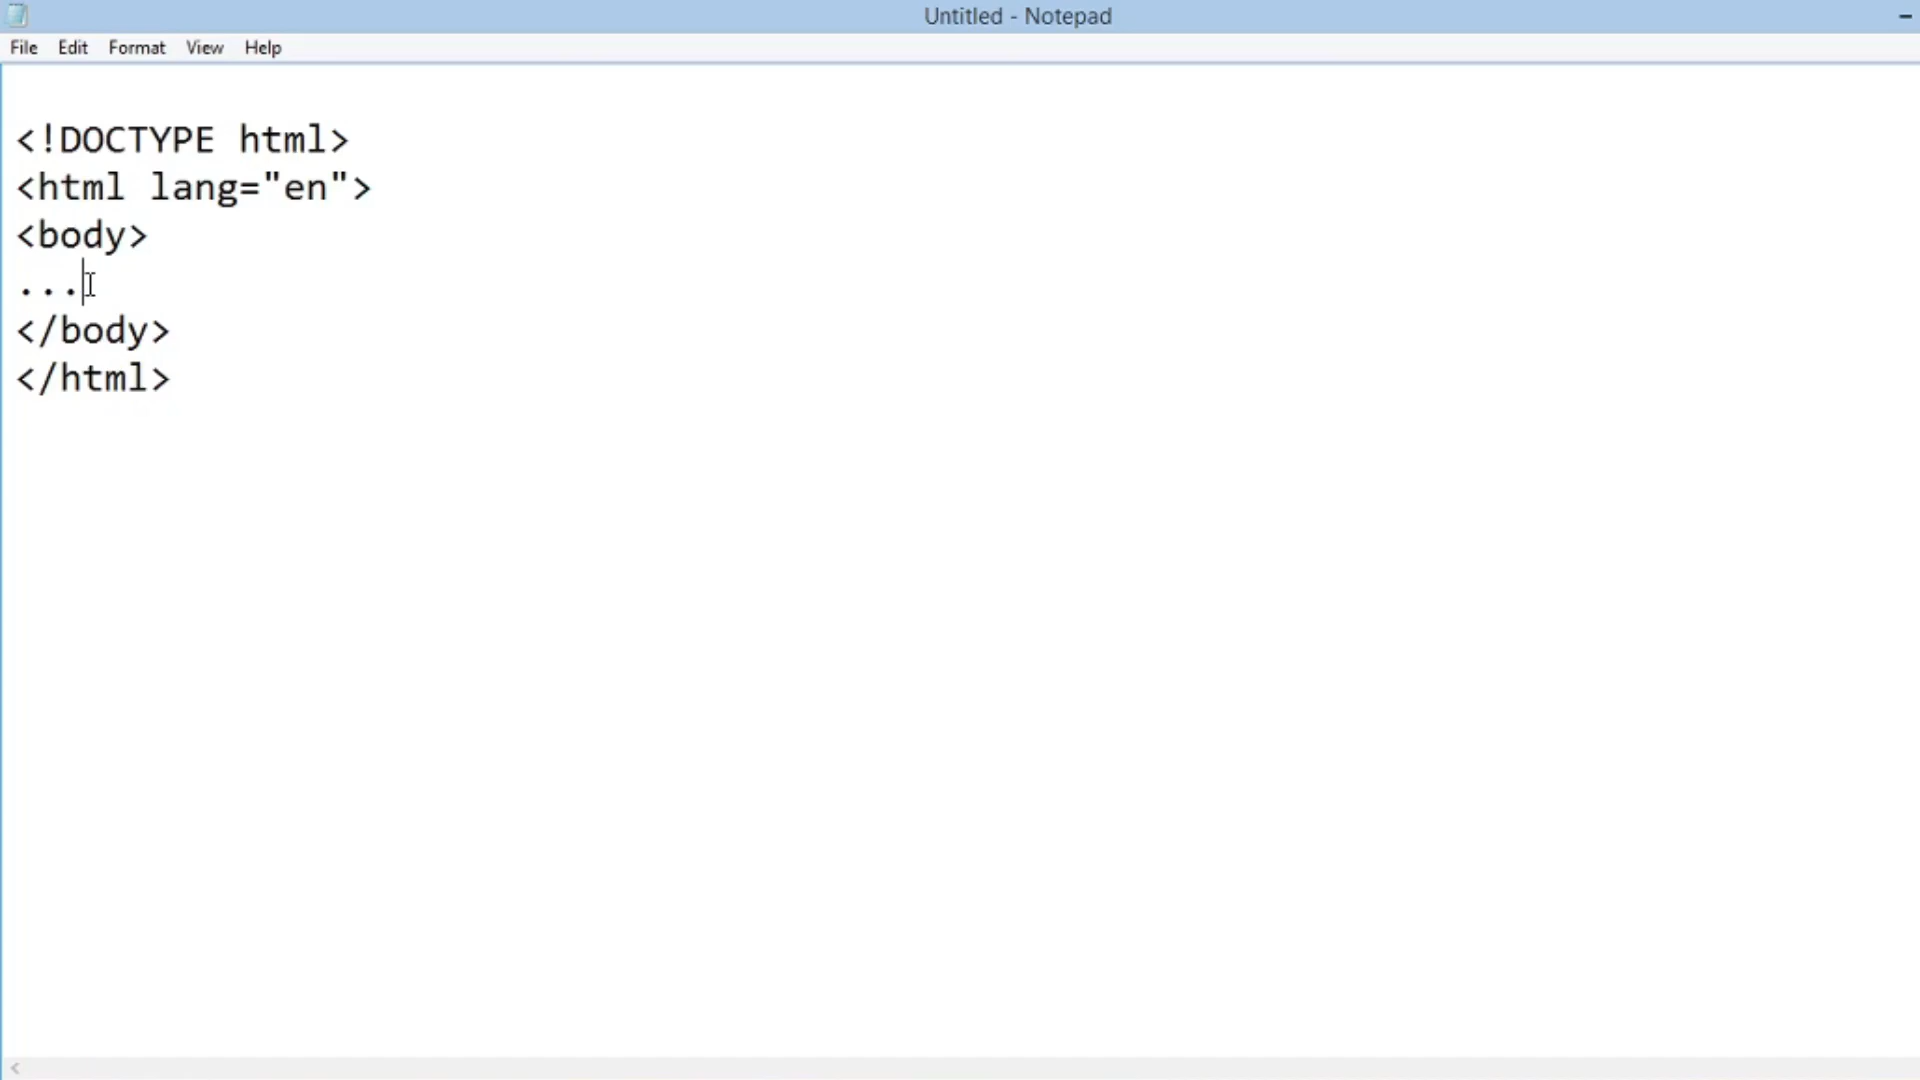 Untitled - Notepad
File Edit Format View Help
<!DOCTYPE html>
<html lang="en">
<body>
...
</body>
</html>